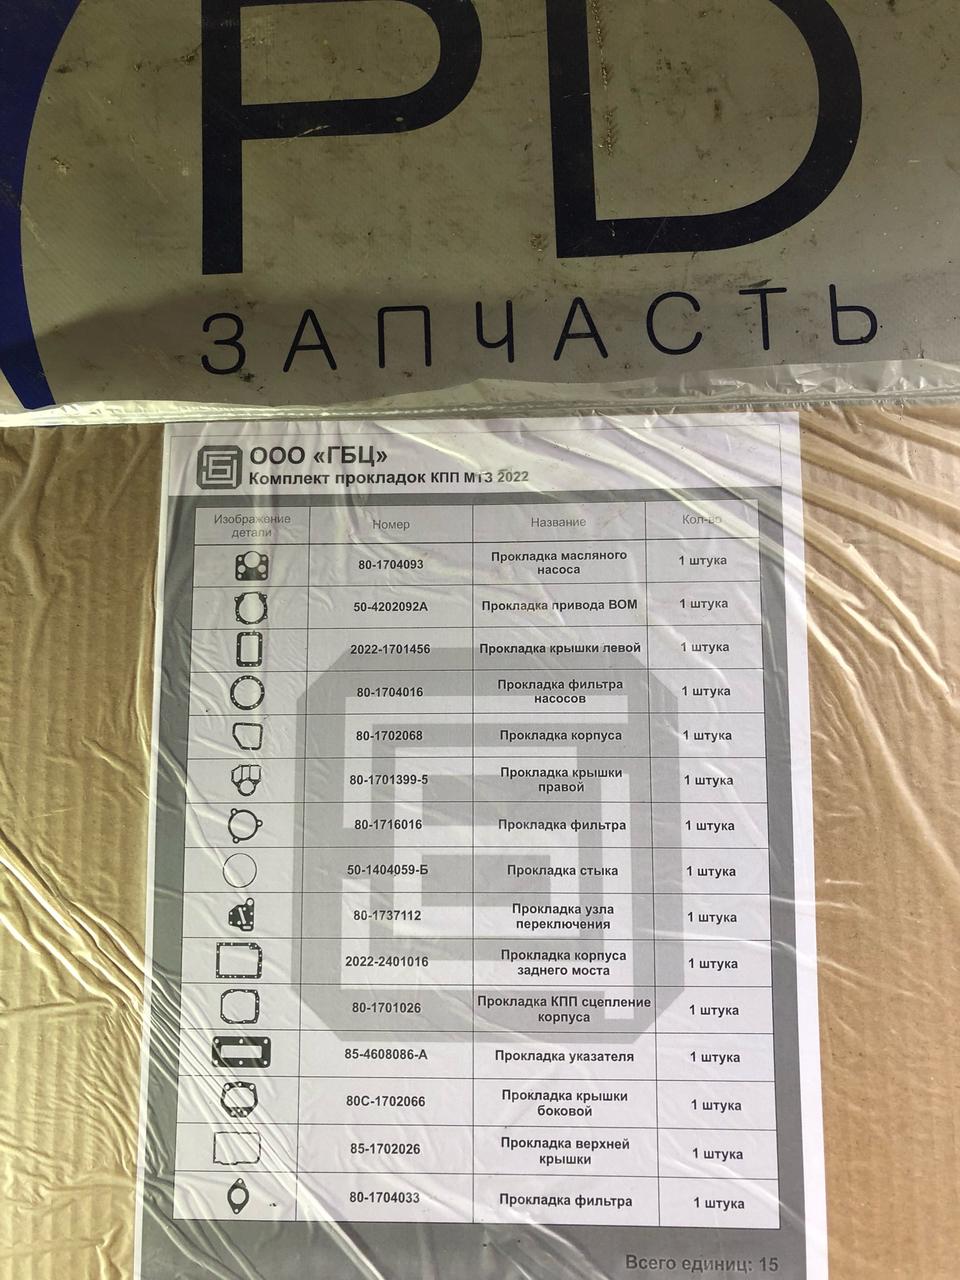 PD
ЗАПЧАСТЬ
ООО «ГБЦ»
Комплект прокладок КПП МТЗ 2022
Изображение детали Номер Название Кол-во
80-1704093 Прокладка масляного насоса 1 штука
50-4202092А Прокладка привода ВОМ 1 штука
2022-1701456 Прокладка крышки левой 1 штука
80-1704016 Прокладка фильтра насосов 1 штука
80-1702068 Прокладка корпуса 1 штука
80-1701399-5 Прокладка крышки правой 1 штука
80-1716016 Прокладка фильтра 1 штука
50-1404059-Б Прокладка стыка 1 штука
80-1737112 Прокладка узла переключения 1 штука
2022-2401016 Прокладка корпуса заднего моста 1 штука
80-1701026 Прокладка КПП сцепление корпуса 1 штука
85-4608086-А Прокладка указателя 1 штука
80С-1702066 Прокладка крышки боковой 1 штука
85-1702026 Прокладка верхней крышки 1 штука
80-1704033 Прокладка фильтра 1 штука
Всего единиц: 15